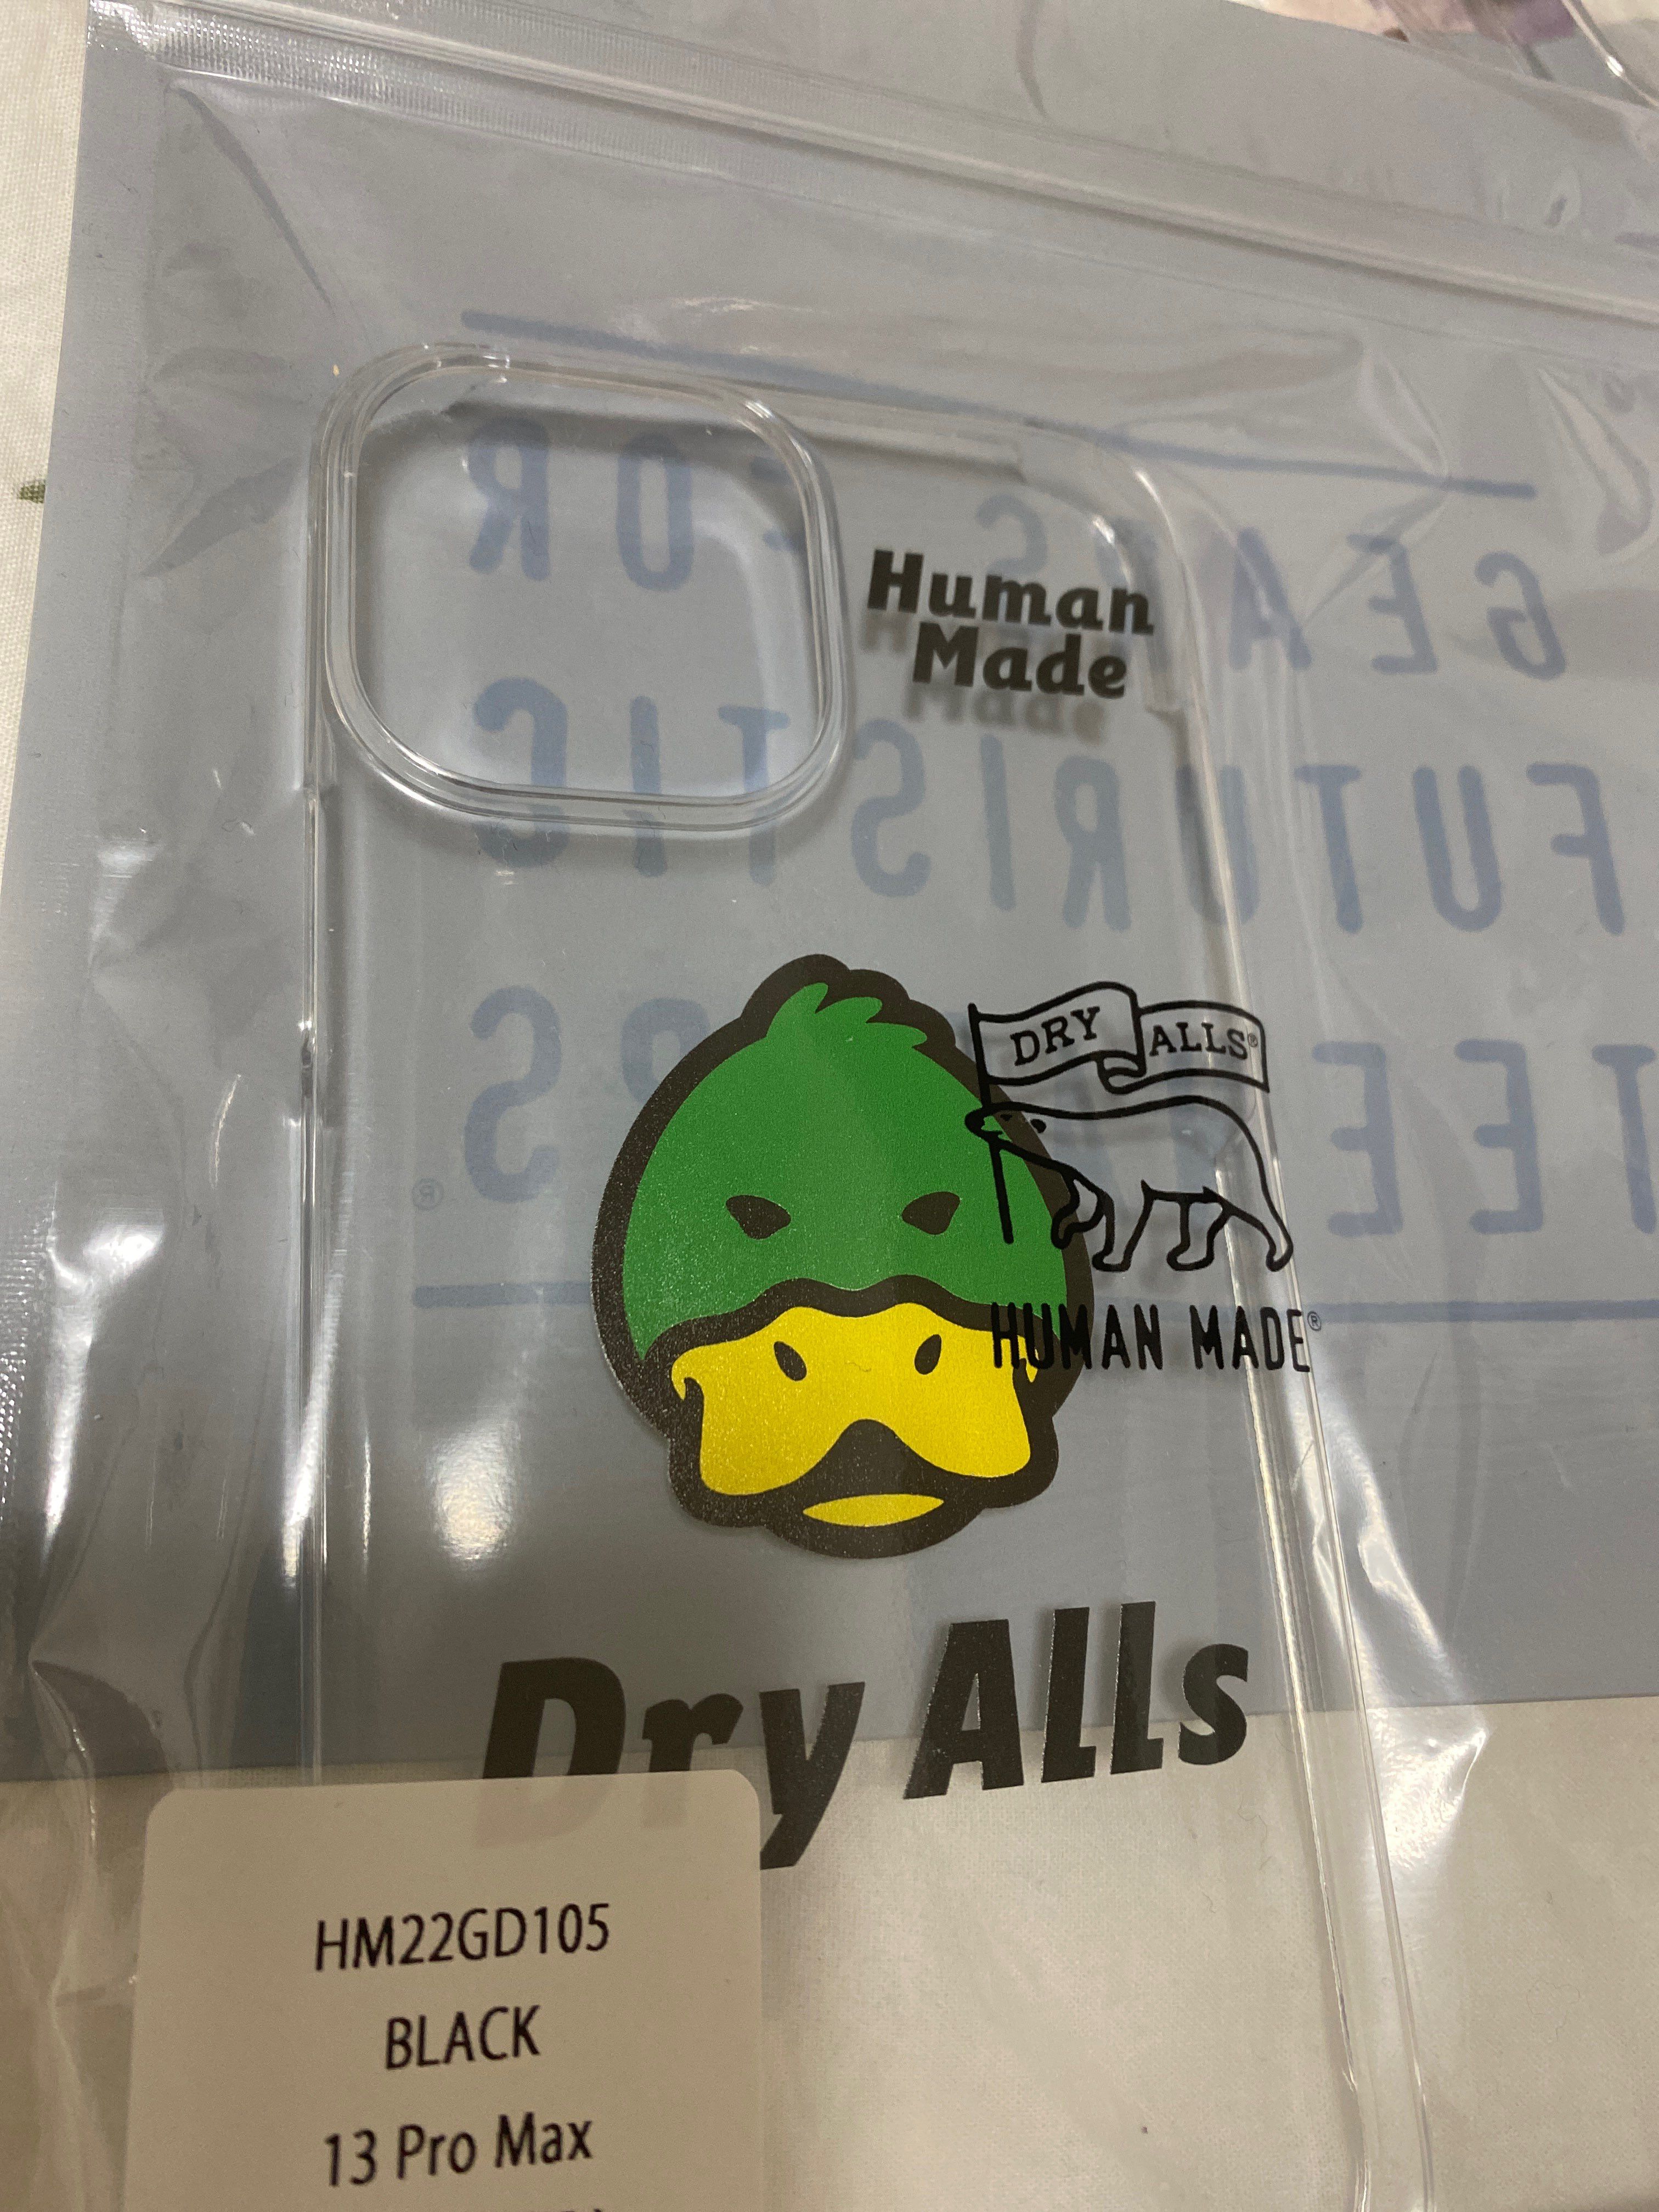 GEARS FOR
FUTURISTIC
TEENAGERS®
Human
Made
DRY ALLS®
HUMAN MADE®
Dry Alls
HM22GD105
BLACK
13 Pro Max